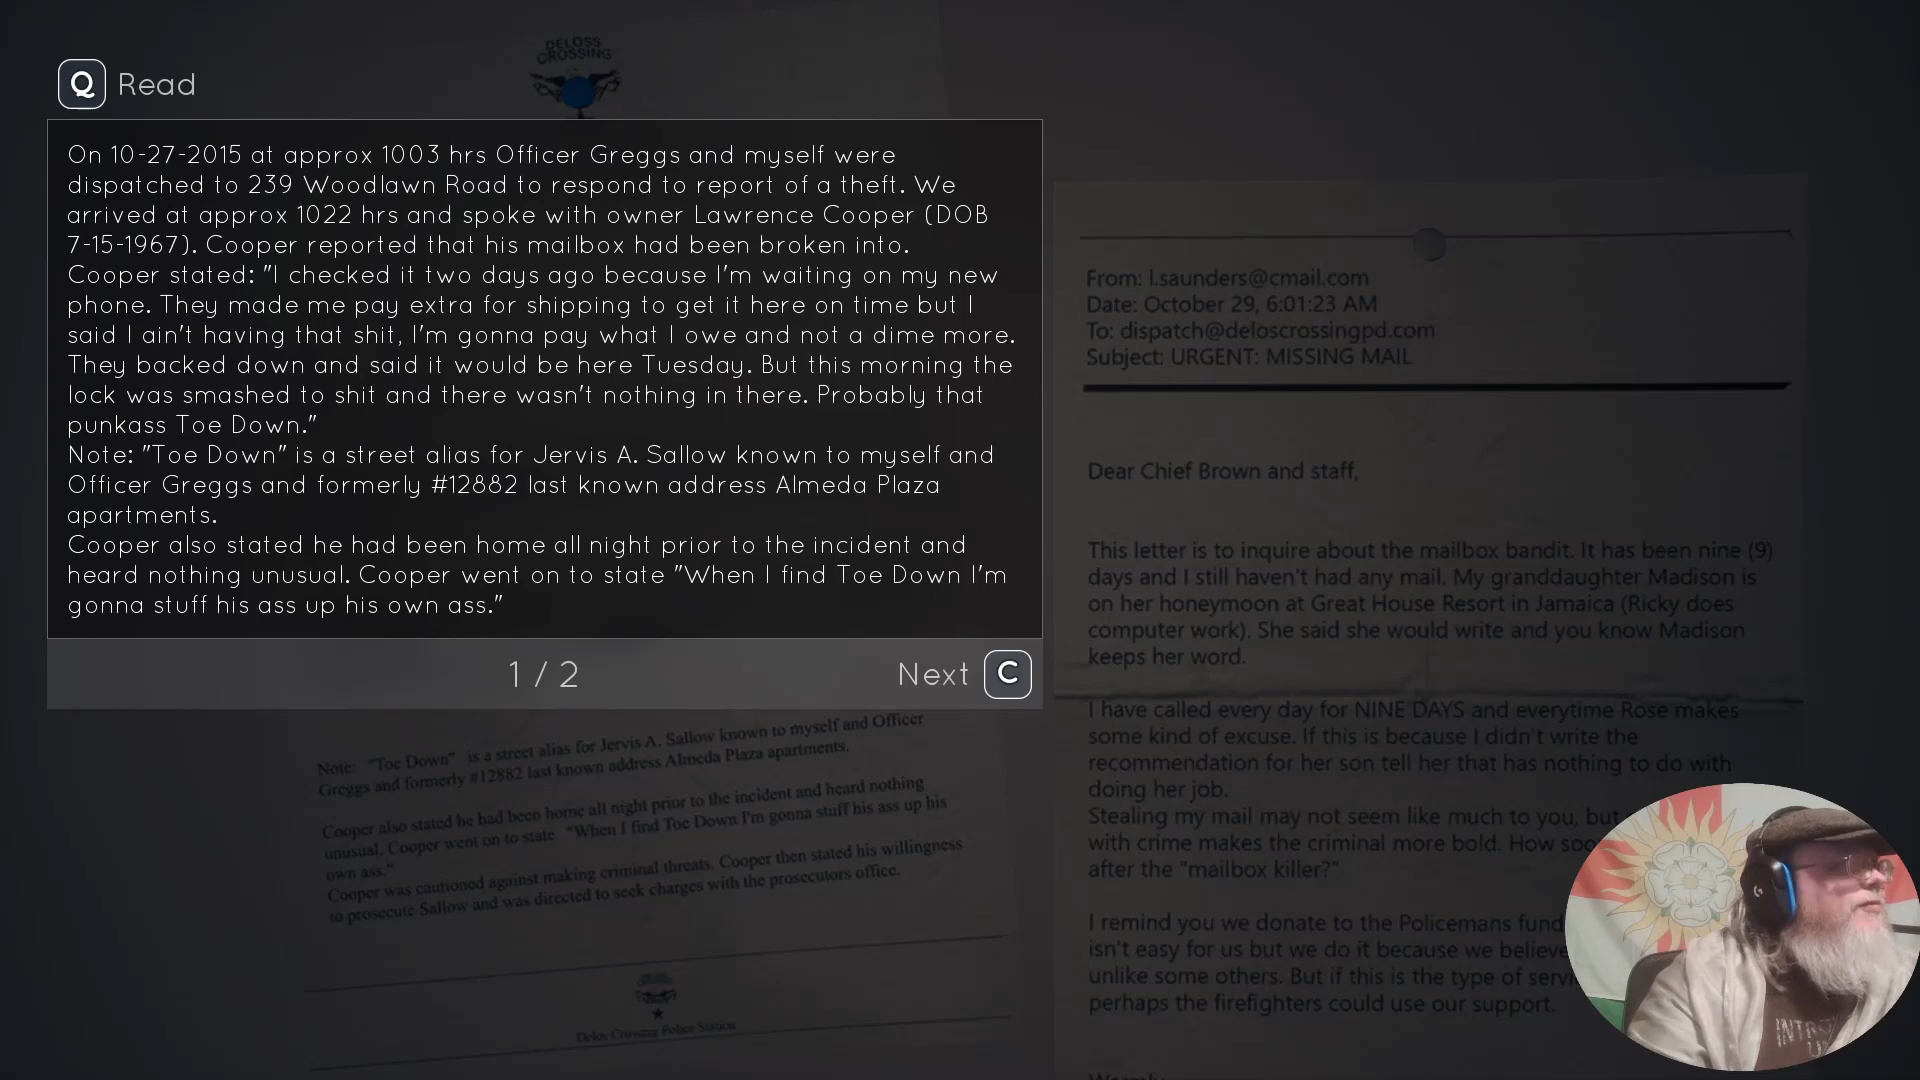 DELOSS
CROSSING
Q Read
On 10-27-2015 at approx 1003 hrs Officer Greggs and myself were
dispatched to 239 Woodlawn Road to respond to report of a theft. We
arrived at approx 1022 hrs and spoke with owner Lawrence Cooper (DOB
7-15-1967). Cooper reported that his mailbox had been broken into.
Cooper stated: "I checked it two days ago because I'm waiting on my new
phone. They made me pay extra for shipping to get it here on time but I
said I ain't having that shit, I'm gonna pay what I owe and not a dime more.
They backed down and said it would be here Tuesday. But this morning the
lock was smashed to shit and there wasn't nothing in there. Probably that
punkass Toe Down."
Note: "Toe Down" is a street alias for Jervis A. Sallow known to myself and
Officer Greggs and formerly #12882 last known address Almeda Plaza
apartments.
Cooper also stated he had been home all night prior to the incident and
heard nothing unusual. Cooper went on to state "When I find Toe Down I'm
gonna stuff his ass up his own ass."
1 / 2
Next C
Note: "Toe Down" is a street alias for Jervis A. Sallow known to myself and Officer
Greggs and formerly #12882 last known address Almeda Plaza apartments.
Cooper also stated he had been home all night prior to the incident and heard nothing
unusual. Cooper went on to state "When I find Toe Down I'm gonna stuff his ass up his
own ass."
Cooper was cautioned against making criminal threats. Cooper then stated his willingness
to prosecute Sallow and was directed to seek charges with the prosecutors office.
Delos Crossing Police Station
From: l.saunders@cmail.com
Date: October 29, 6:01:23 AM
To: dispatch@deloscrossingpd.com
Subject: URGENT: MISSING MAIL
Dear Chief Brown and staff,
This letter is to inquire about the mailbox bandit. It has been nine (9)
days and I still haven't had any mail. My granddaughter Madison is
on her honeymoon at Great House Resort in Jamaica (Ricky does
computer work). She said she would write and you know Madison
keeps her word.
I have called every day for NINE DAYS and everytime Rose makes
some kind of excuse. If this is because I didn't write the
recommendation for her son tell her that has nothing to do with
doing her job.
Stealing my mail may not seem like much to you, but
with crime makes the criminal more bold. How
after the "mailbox killer?"
I remind you we donate to the Policemans fund
isn't easy for us but we do it because we
unlike some others. But if this is the type of
perhaps the firefighters could use our support.